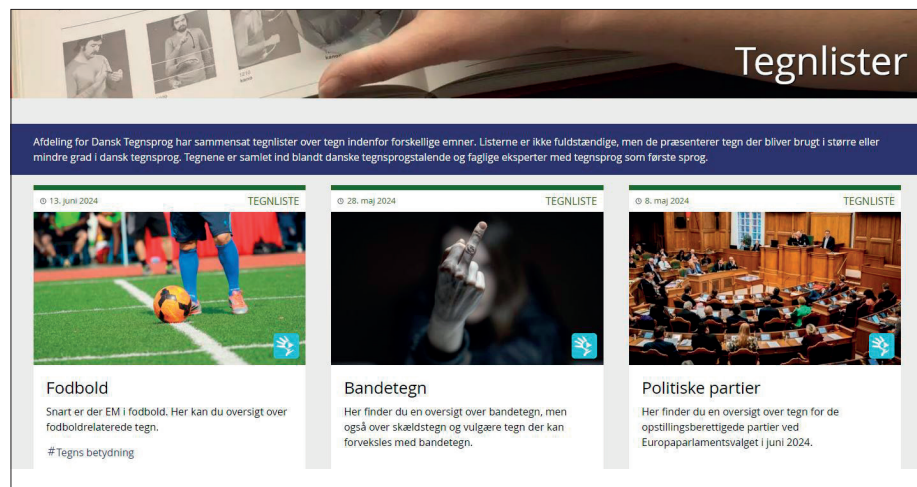 Tegnlister
Afdeling for Dansk Tegnsprog har sammensat tegnlister over tegn indenfor forskellige emner. Listerne er ikke fuldstændige, men de præsenterer tegn der bliver brugt i større eller
mindre grad i dansk tegnsprog. Tegnene er samlet ind blandt danske tegnsprogstalende og faglige eksperter med tegnsprog som første sprog.
13. juni 2024 TEGNLISTE
Fodbold
Snart er der EM i fodbold. Her kan du oversigt over
fodboldrelaterede tegn.
#Tegns betydning
28. maj 2024 TEGNLISTE
Bandetegn
Her finder du en oversigt over bandetegn, men
også over skældstegn og vulgære tegn der kan
forveksles med bandetegn.
8. maj 2024 TEGNLISTE
Politiske partier
Her finder du en oversigt over tegn for de
opstillingsberettigede partier ved
Europaparlamentsvalget i juni 2024.